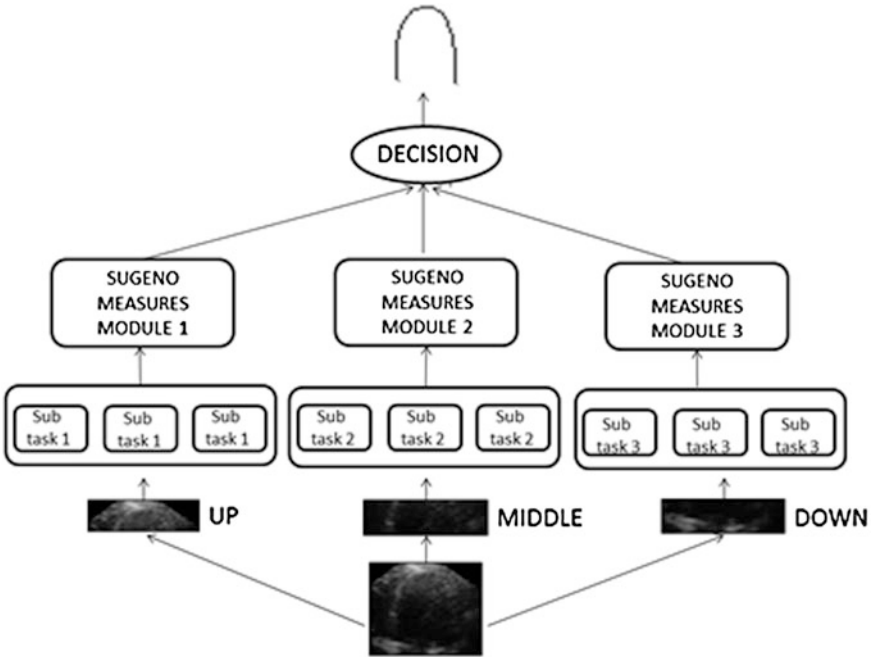 DECISION
SUGENO
MEASURES
MODULE 1
SUGENO
MEASURES
MODULE 2
SUGENO
MEASURES
MODULE 3
Sub
task 1
Sub
task 1
Sub
task 1
Sub
task 2
Sub
task 2
Sub
task 2
Sub
task 3
Sub
task 3
Sub
task 3
UP
MIDDLE
DOWN